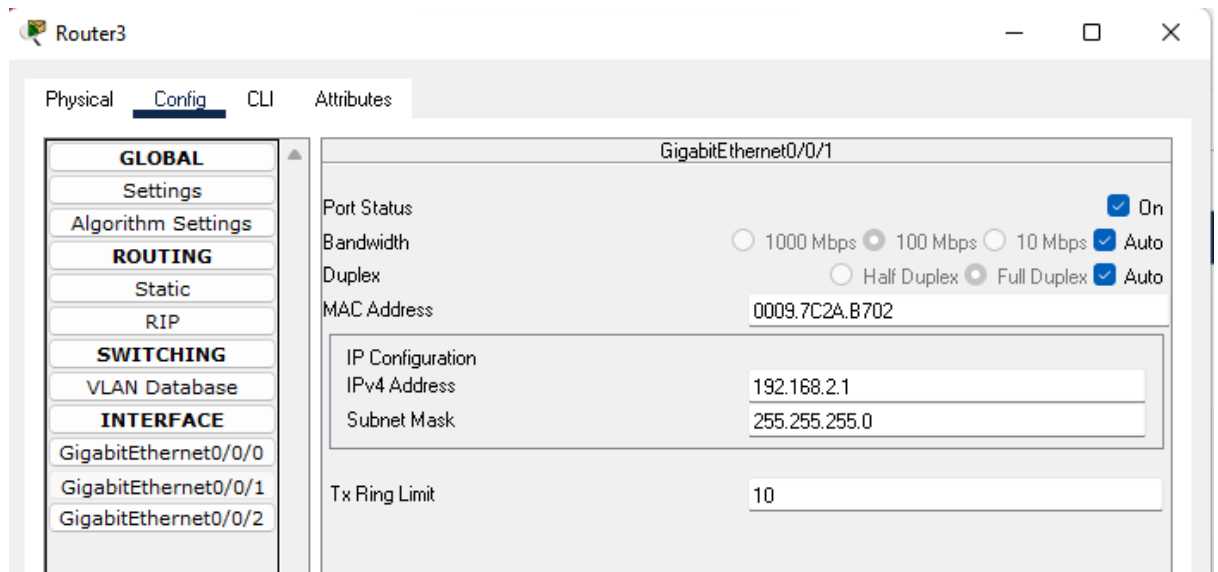 Router3
Physical Config CLI Attributes
GLOBAL
Settings
Algorithm Settings
ROUTING
Static
RIP
SWITCHING
VLAN Database
INTERFACE
GigabitEthernet0/0/0
GigabitEthernet0/0/1
GigabitEthernet0/0/2
GigabitEthernet0/0/1
Port Status On
Bandwidth 1000 Mbps 100 Mbps 10 Mbps Auto
Duplex Half Duplex Full Duplex Auto
MAC Address 0009.7C2A.B702
IP Configuration
IPv4 Address 192.168.2.1
Subnet Mask 255.255.255.0
Tx Ring Limit 10